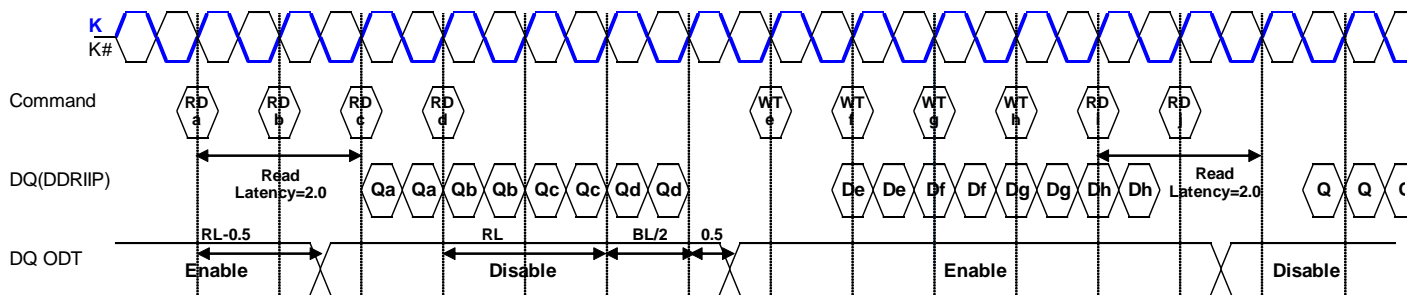 K
K#
Command
RD a RD b RD c RD d WT e WT f WT g WT h RD i RD j
DQ(DDRIIP)
Read
Latency=2.0
Qa Qa Qb Qb Qc Qc Qd Qd De De Df Df Dg Dg Dh Dh
Read
Latency=2.0
Q Q
DQ ODT
RL-0.5 RL BL/2 0.5
Enable Disable Enable Disable